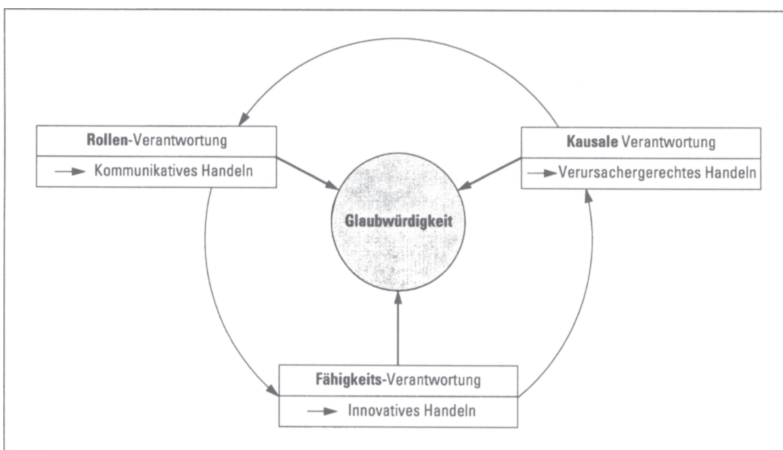 Rollen-Verantwortung
→ Kommunikatives Handeln
Kausale Verantwortung
→ Verursachergerechtes Handeln
Glaubwürdigkeit
Fähigkeits-Verantwortung
→ Innovatives Handeln